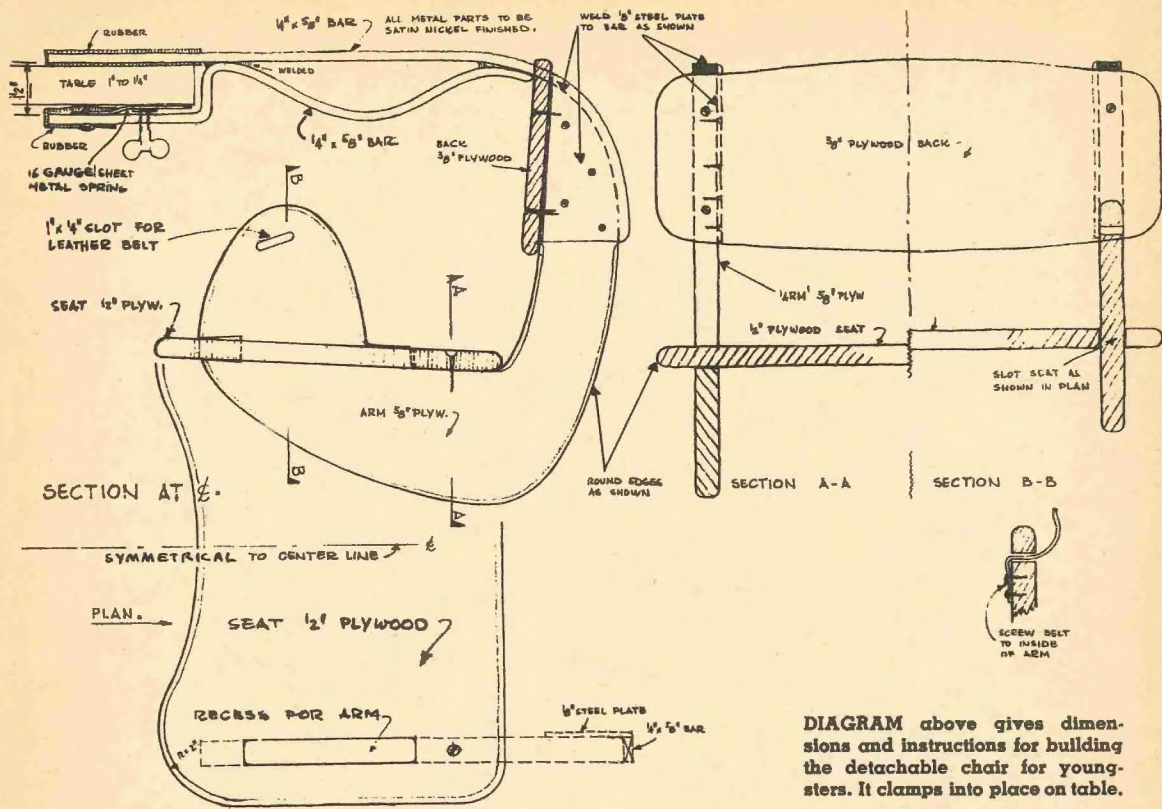 RUBBER
1/4" x 5/8" BAR
ALL METAL PARTS TO BE
SATIN NICKEL FINISHED.
WELD 1/8" STEEL PLATE
TO BAR AS SHOWN
TABLE 1" TO 1 1/4"
1 1/2"
WELDED
RUBBER
1/4" x 5/8" BAR
16 GAUGE SHEET
METAL SPRING
BACK
3/8" PLYWOOD
3/8" PLYWOOD BACK
B
1" x 1/4" SLOT FOR
LEATHER BELT
SEAT 1/2" PLYW.
A
ARM 5/8" PLYW
1/2" PLYWOOD SEAT
SLOT SEAT AS
SHOWN IN PLAN
ARM 5/8" PLYW.
B
A
ROUND EDGES
AS SHOWN
SECTION AT ℄.
SECTION A-A
SECTION B-B
SYMMETRICAL TO CENTER LINE
℄
PLAN.
SEAT 1/2" PLYWOOD
SCREW BELT
TO INSIDE
OF ARM
RECESS FOR ARM
R=2"
1/8" STEEL PLATE
1/4" x 5/8" BAR
DIAGRAM above gives dimen-
sions and instructions for building
the detachable chair for young-
sters. It clamps into place on table.